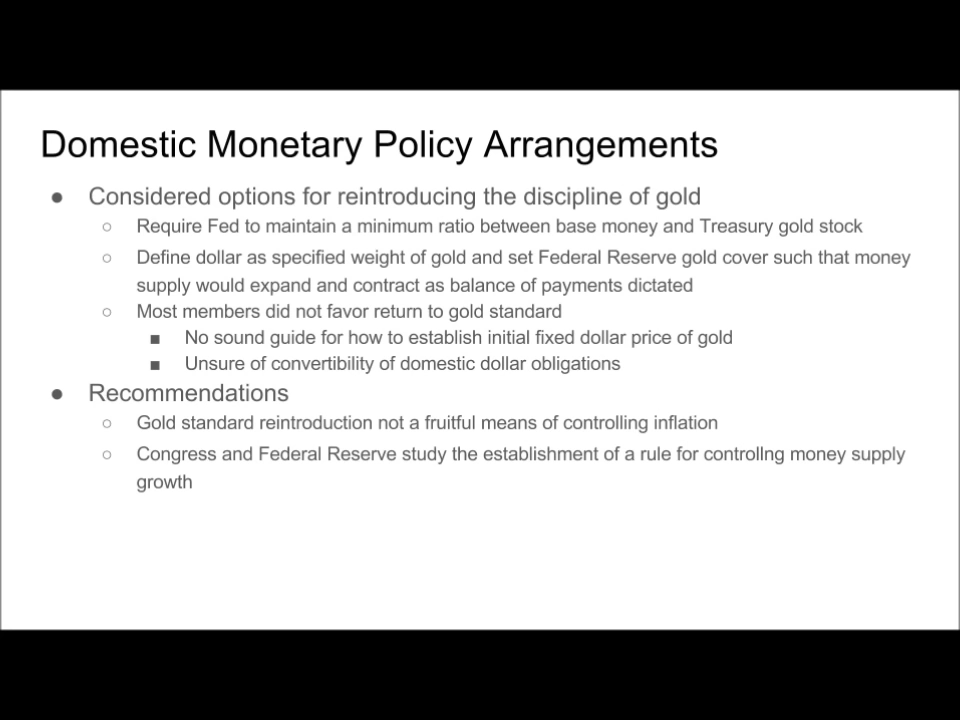 Domestic Monetary Policy Arrangements
● Considered options for reintroducing the discipline of gold
○ Require Fed to maintain a minimum ratio between base money and Treasury gold stock
○ Define dollar as specified weight of gold and set Federal Reserve gold cover such that money
supply would expand and contract as balance of payments dictated
○ Most members did not favor return to gold standard
■ No sound guide for how to establish initial fixed dollar price of gold
■ Unsure of convertibility of domestic dollar obligations
● Recommendations
○ Gold standard reintroduction not a fruitful means of controlling inflation
○ Congress and Federal Reserve study the establishment of a rule for controllng money supply
growth